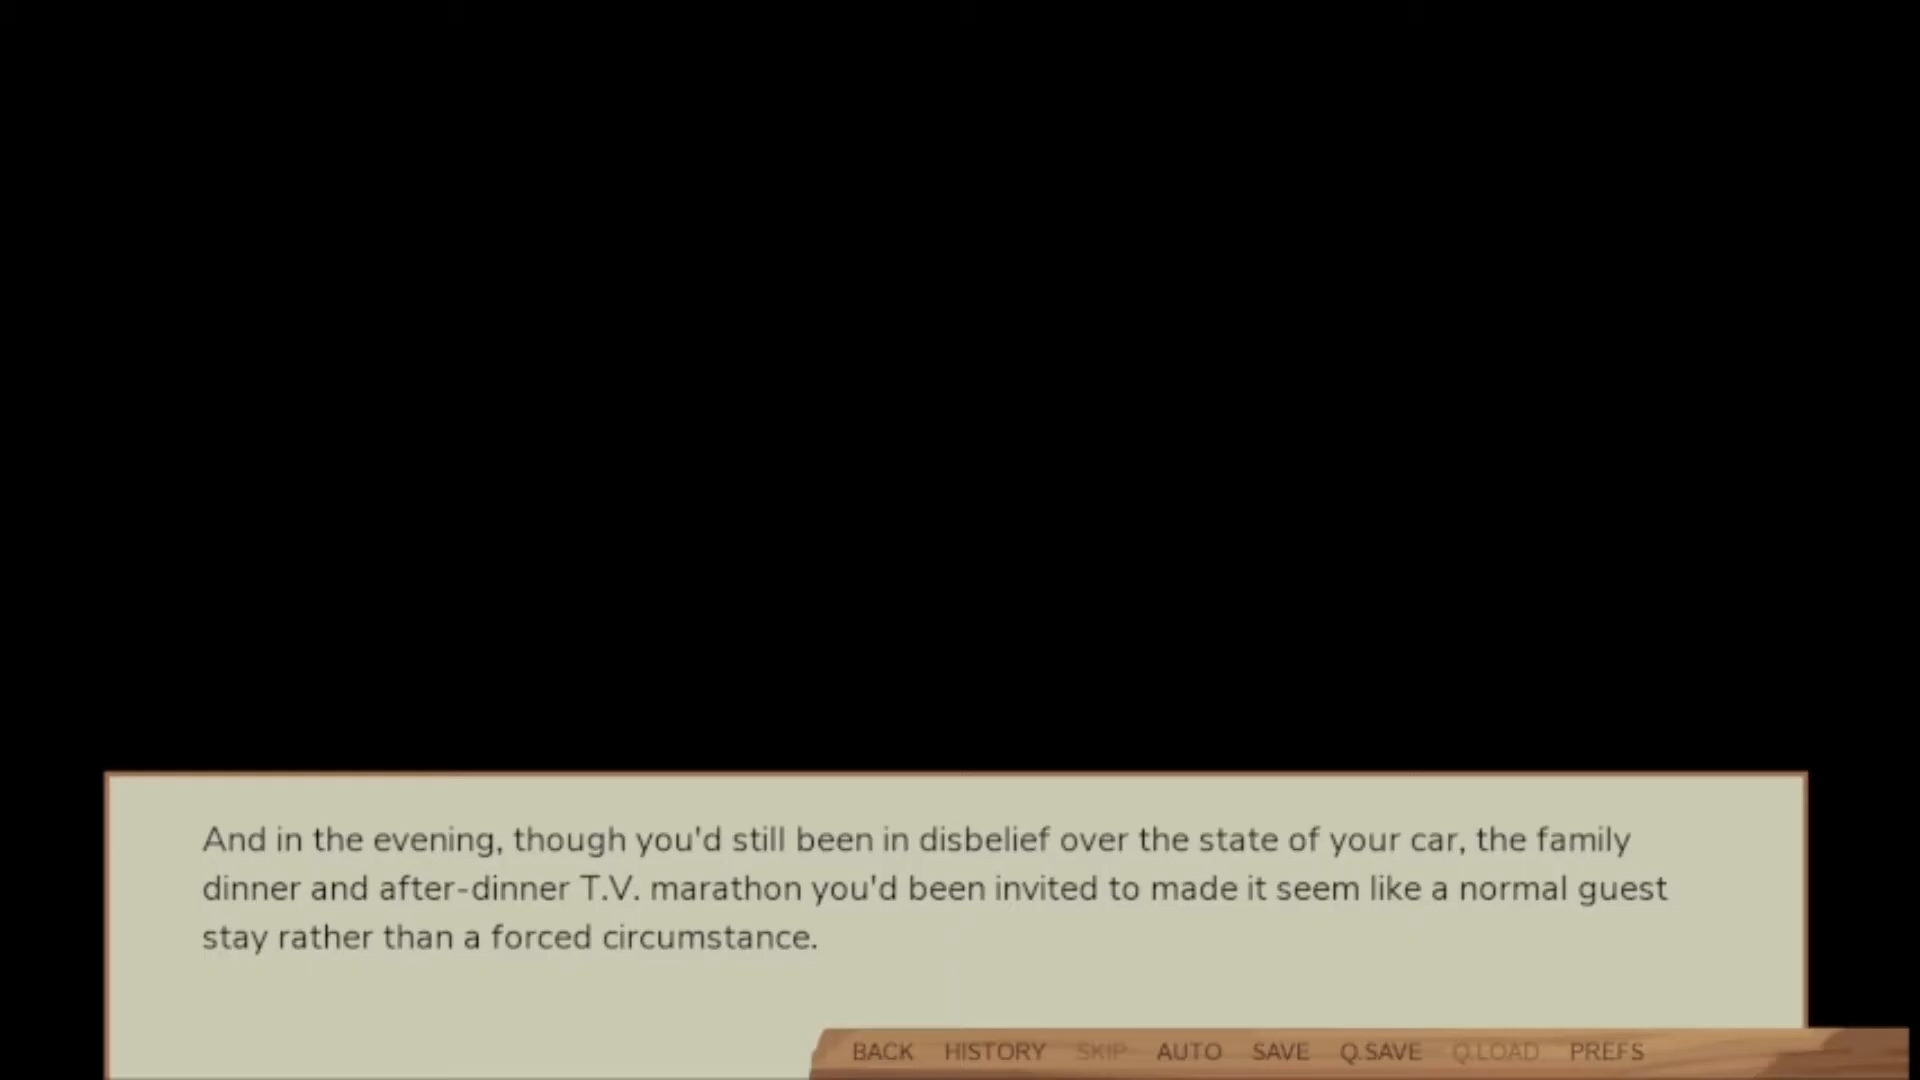 And in the evening, though you'd still been in disbelief over the state of your car, the family
dinner and after-dinner T.V. marathon you'd been invited to made it seem like a normal guest
stay rather than a forced circumstance.
BACK HISTORY SKIP AUTO SAVE Q.SAVE Q.LOAD PREFS